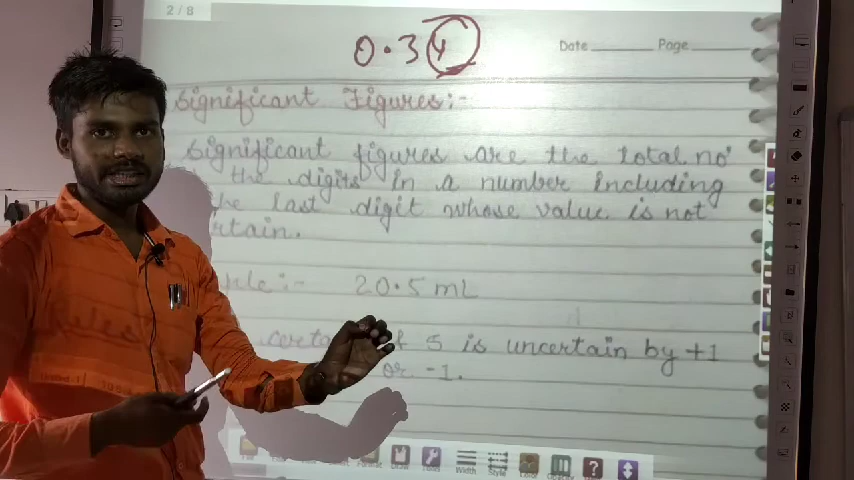 2 / 8
0.34
Date Page
Significant Figures:-
Significant figures are the total no'
the digits in a number including
the last digit whose value is not
rtain.
20.5 mL
5 is uncertain by +1
or -1.
Rules
Width
Style